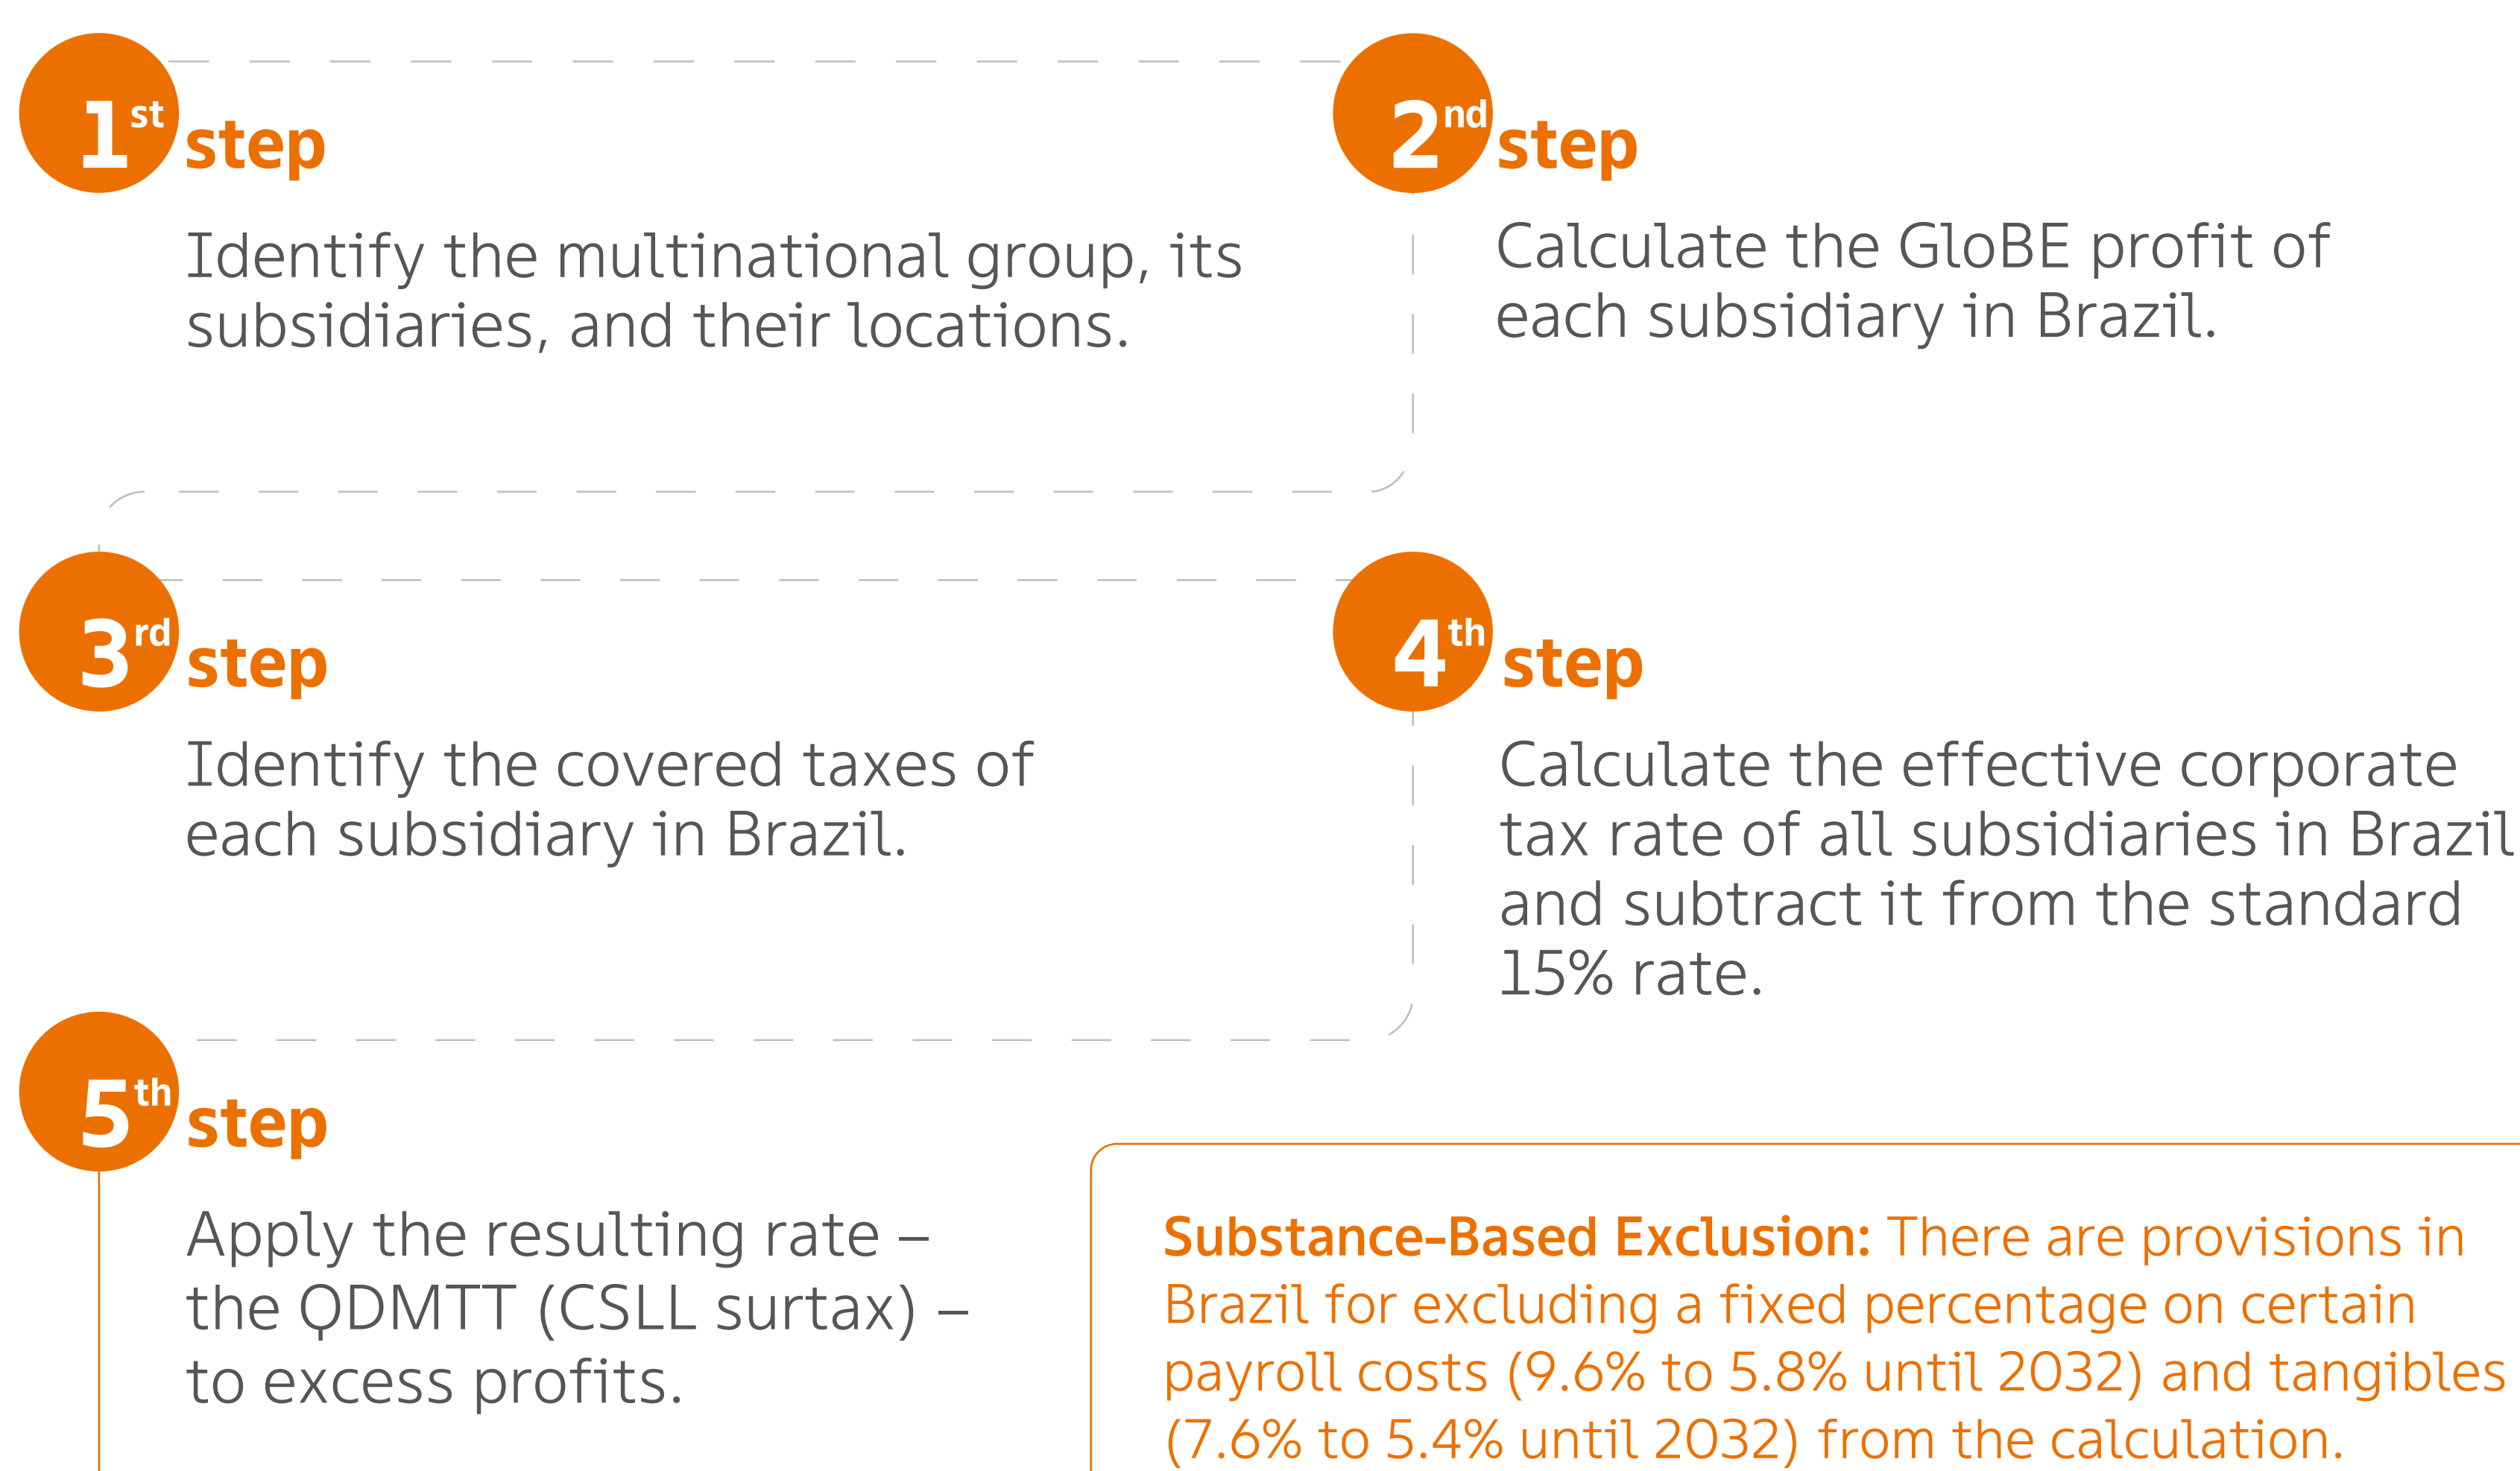 1st step
Identify the multinational group, its
subsidiaries, and their locations.
2nd step
Calculate the GloBE profit of
each subsidiary in Brazil.
3rd step
Identify the covered taxes of
each subsidiary in Brazil.
4th step
Calculate the effective corporate
tax rate of all subsidiaries in Brazil
and subtract it from the standard
15% rate.
5th step
Apply the resulting rate –
the QDMTT (CSLL surtax) –
to excess profits.
Substance-Based Exclusion: There are provisions in
Brazil for excluding a fixed percentage on certain
payroll costs (9.6% to 5.8% until 2032) and tangibles
(7.6% to 5.4% until 2032) from the calculation.